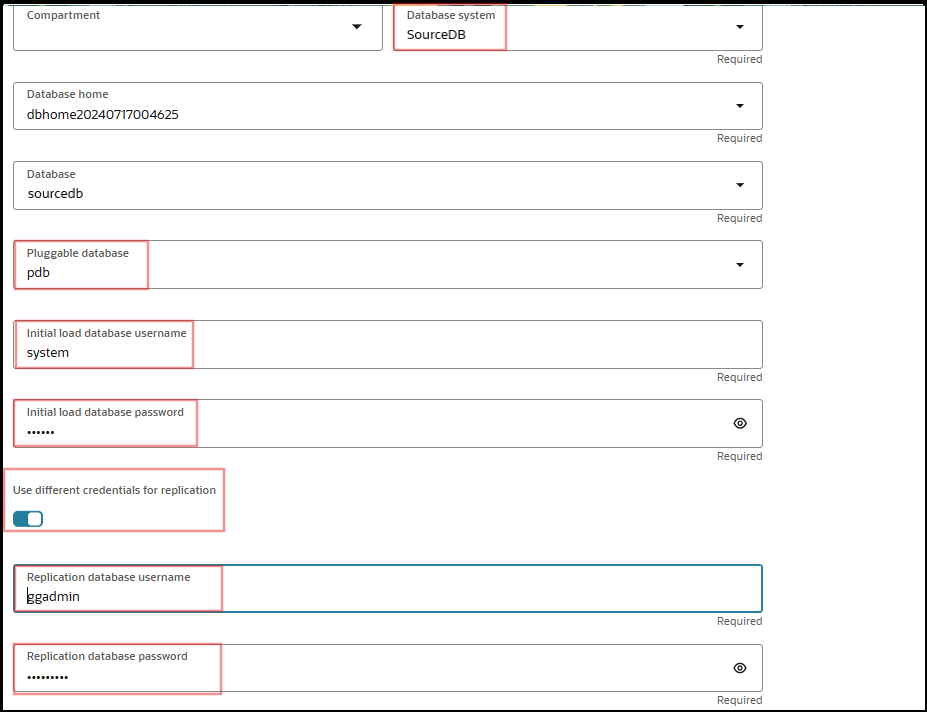 Compartment
Database system
SourceDB
Required
Database home
dbhome20240717004625
Required
Database
sourcedb
Required
Pluggable database
pdb
Initial load database username
system
Required
Initial load database password
••••••
Required
Use different credentials for replication
Replication database username
ggadmin
Required
Replication database password
•••••••••
Required